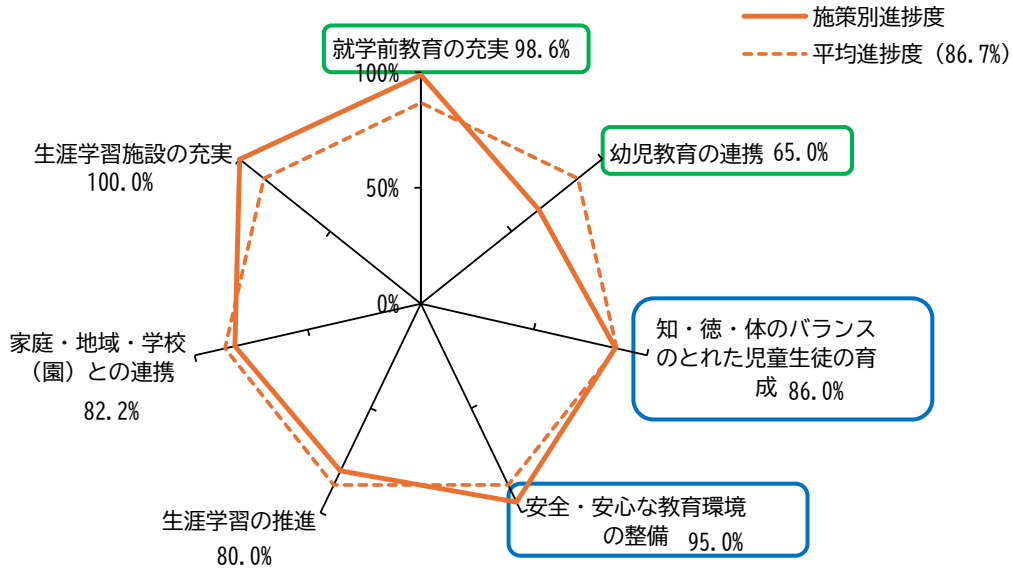 施策別進捗度
平均進捗度（86.7%）
就学前教育の充実 98.6%
100%
50%
0%
幼児教育の連携 65.0%
知・徳・体のバランス
のとれた児童生徒の育
成 86.0%
安全・安心な教育環境
の整備 95.0%
生涯学習の推進
80.0%
家庭・地域・学校
（園）との連携
82.2%
生涯学習施設の充実
100.0%